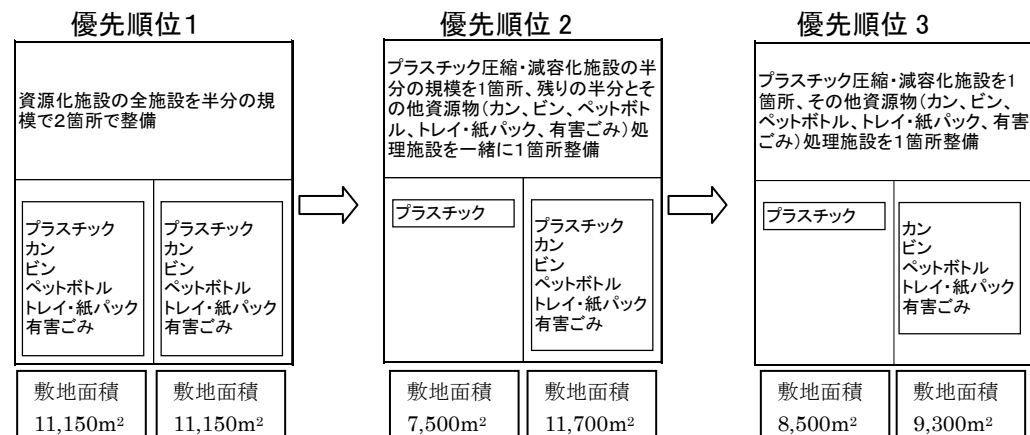 優先順位1
資源化施設の全施設を半分の規
模で2箇所で整備
プラスチック
カン
ビン
ペットボトル
トレイ・紙パック
有害ごみ
プラスチック
カン
ビン
ペットボトル
トレイ・紙パック
有害ごみ
敷地面積
11,150m²
敷地面積
11,150m²
優先順位 2
プラスチック圧縮・減容化施設の半
分の規模を1箇所、残りの半分とそ
の他資源物(カン、ビン、ペットボト
ル、トレイ・紙パック、有害ごみ)処
理施設を一緒に1箇所整備
プラスチック
プラスチック
カン
ビン
ペットボトル
トレイ・紙パック
有害ごみ
敷地面積
7,500m²
敷地面積
11,700m²
優先順位 3
プラスチック圧縮・減容化施設を1
箇所、その他資源物(カン、ビン、
ペットボトル、トレイ・紙パック、有害
ごみ)処理施設を1箇所整備
プラスチック
カン
ビン
ペットボトル
トレイ・紙パック
有害ごみ
敷地面積
8,500m²
敷地面積
9,300m²